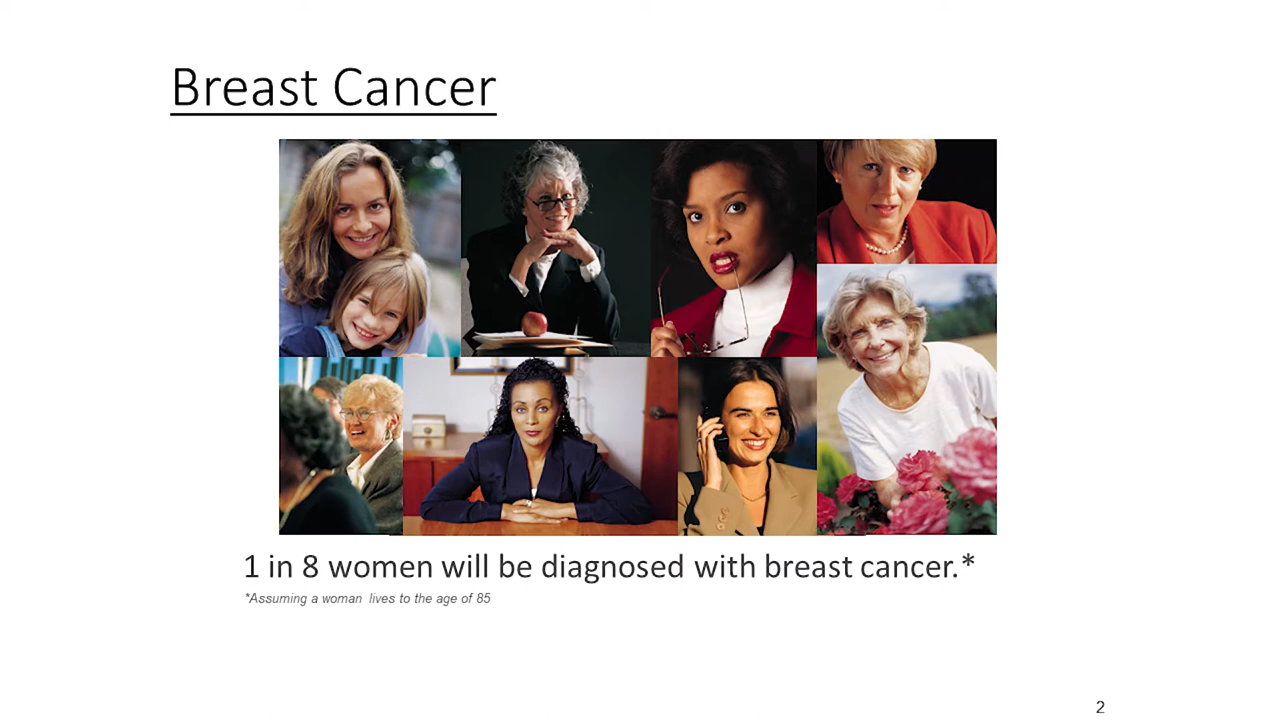 Breast Cancer
1 in 8 women will be diagnosed with breast cancer.*
*Assuming a woman lives to the age of 85
2